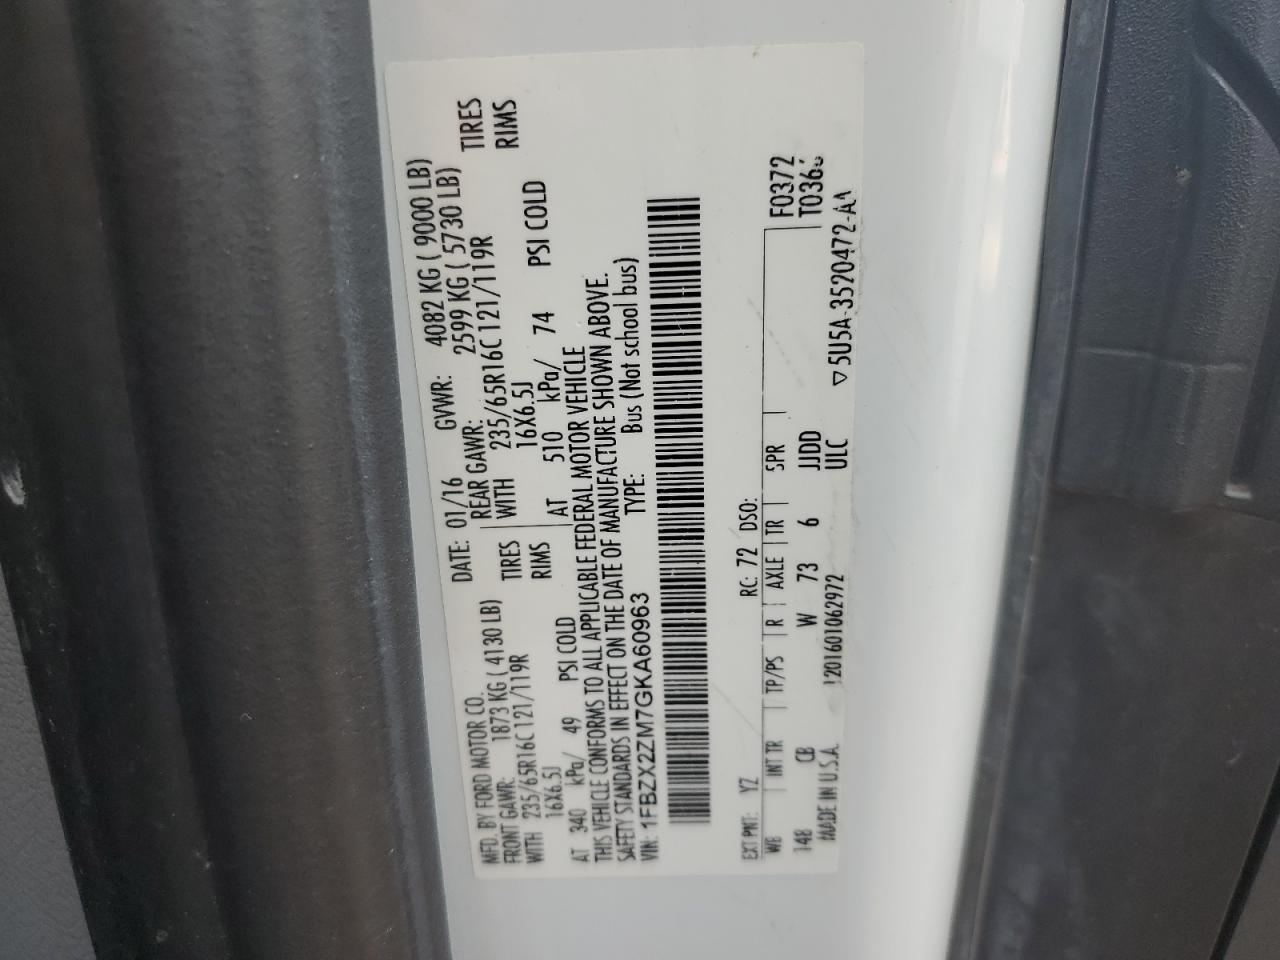 MFD. BY FORD MOTOR CO. DATE: 01/16 GVWR: 4082 KG ( 9000 LB)
FRONT GAWR: 1873 KG ( 4130 LB) REAR GAWR: 2599 KG ( 5730 LB)
WITH 235/65R16C 121/119R TIRES WITH 235/65R16C 121/119R TIRES
16X6.5J RIMS 16X6.5J RIMS
AT 340 kPa/ 49 PSI COLD AT 510 kPa/ 74 PSI COLD
THIS VEHICLE CONFORMS TO ALL APPLICABLE FEDERAL MOTOR VEHICLE
SAFETY STANDARDS IN EFFECT ON THE DATE OF MANUFACTURE SHOWN ABOVE.
VIN: 1FBZX2ZM7GKA60963 TYPE: Bus (Not school bus)
EXT PNT: YZ RC: 72 DSO:
WB INT TR TP/PS R AXLE TR SPR F0372
148 CB W 73 6 JJDD
MADE IN U.S.A. 1201601062972 ULC ▽5U5A-3520472-AA